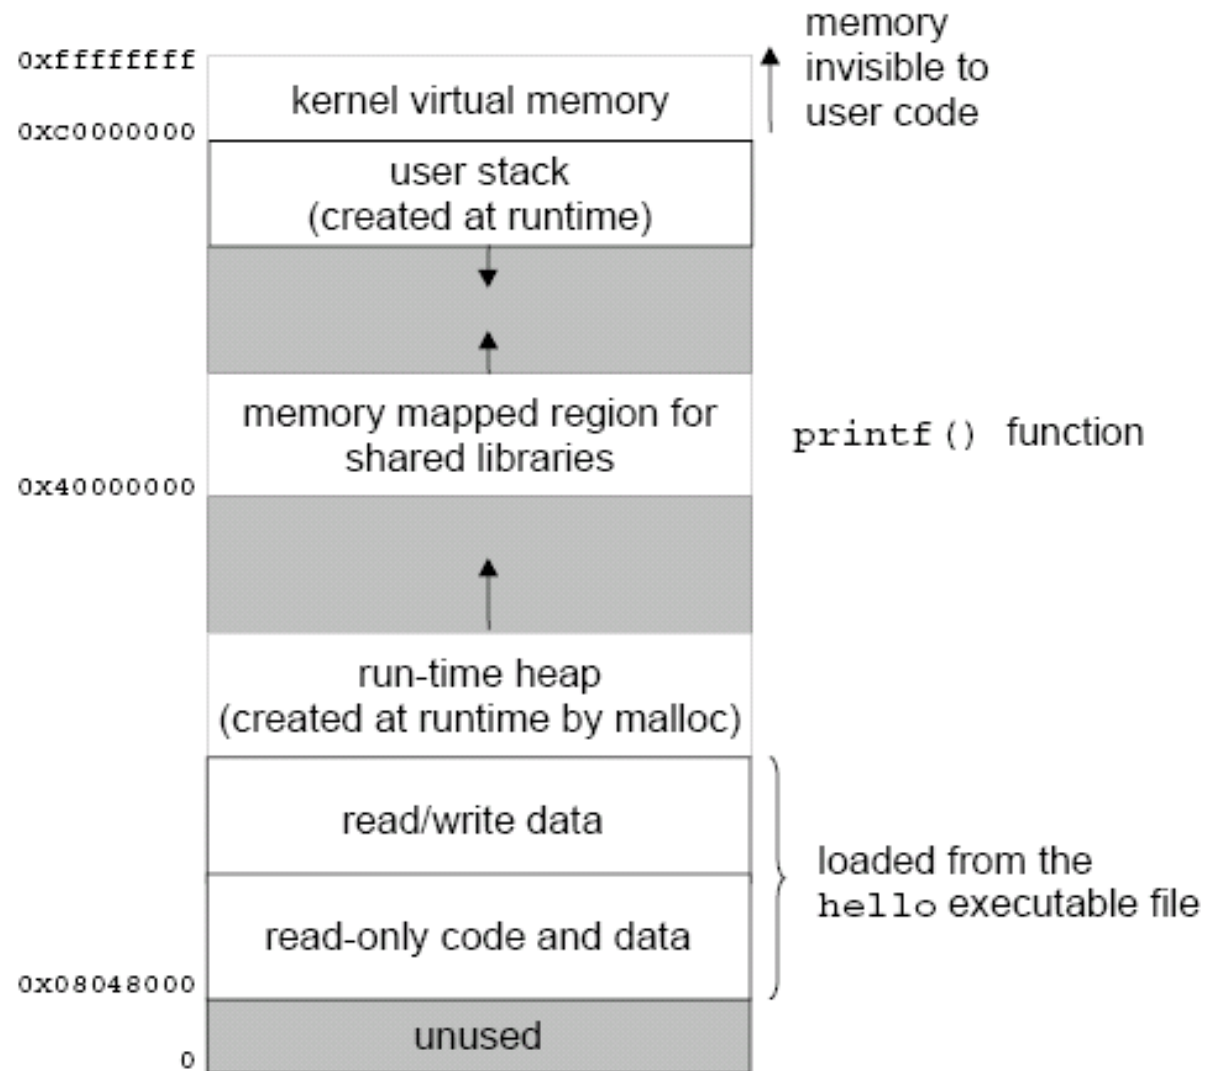 memory
invisible to
user code
0xffffffff
kernel virtual memory
0xc0000000
user stack
(created at runtime)
memory mapped region for
shared libraries
printf() function
0x40000000
run-time heap
(created at runtime by malloc)
read/write data
loaded from the
hello executable file
read-only code and data
0x08048000
unused
0